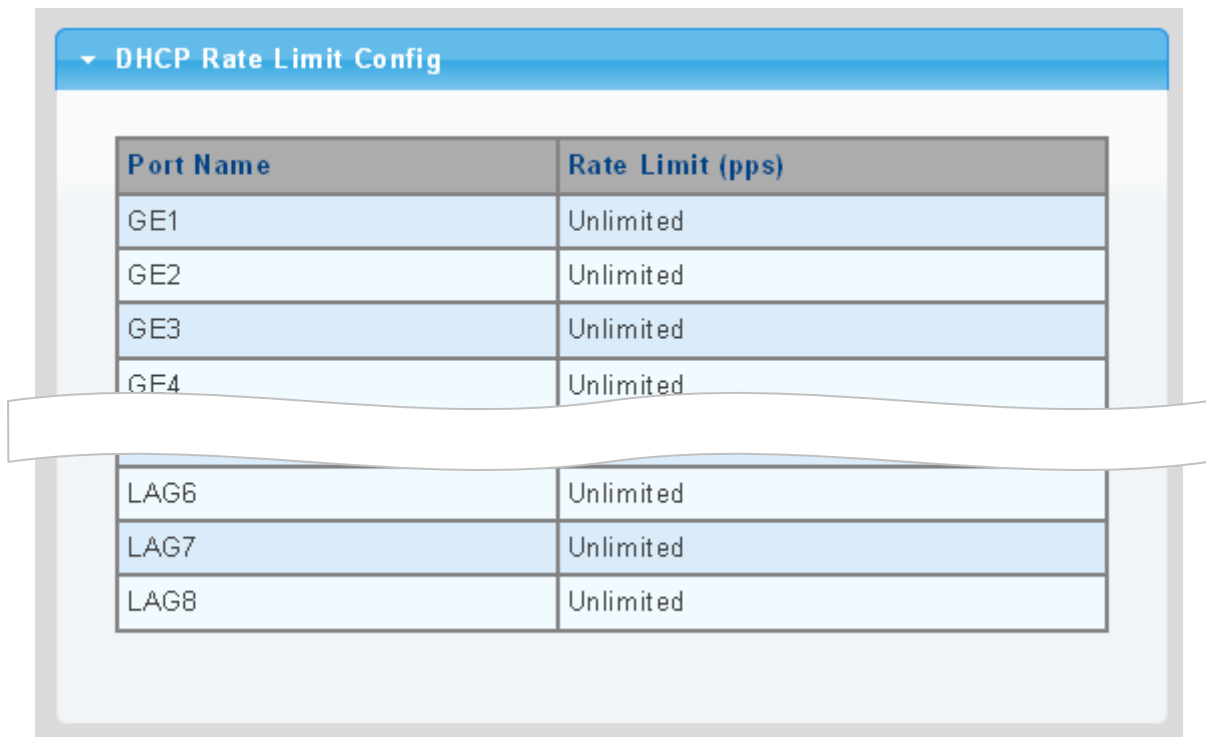 DHCP Rate Limit Config
Port Name Rate Limit (pps)
GE1 Unlimited
GE2 Unlimited
GE3 Unlimited
GE4 Unlimited
LAG6 Unlimited
LAG7 Unlimited
LAG8 Unlimited